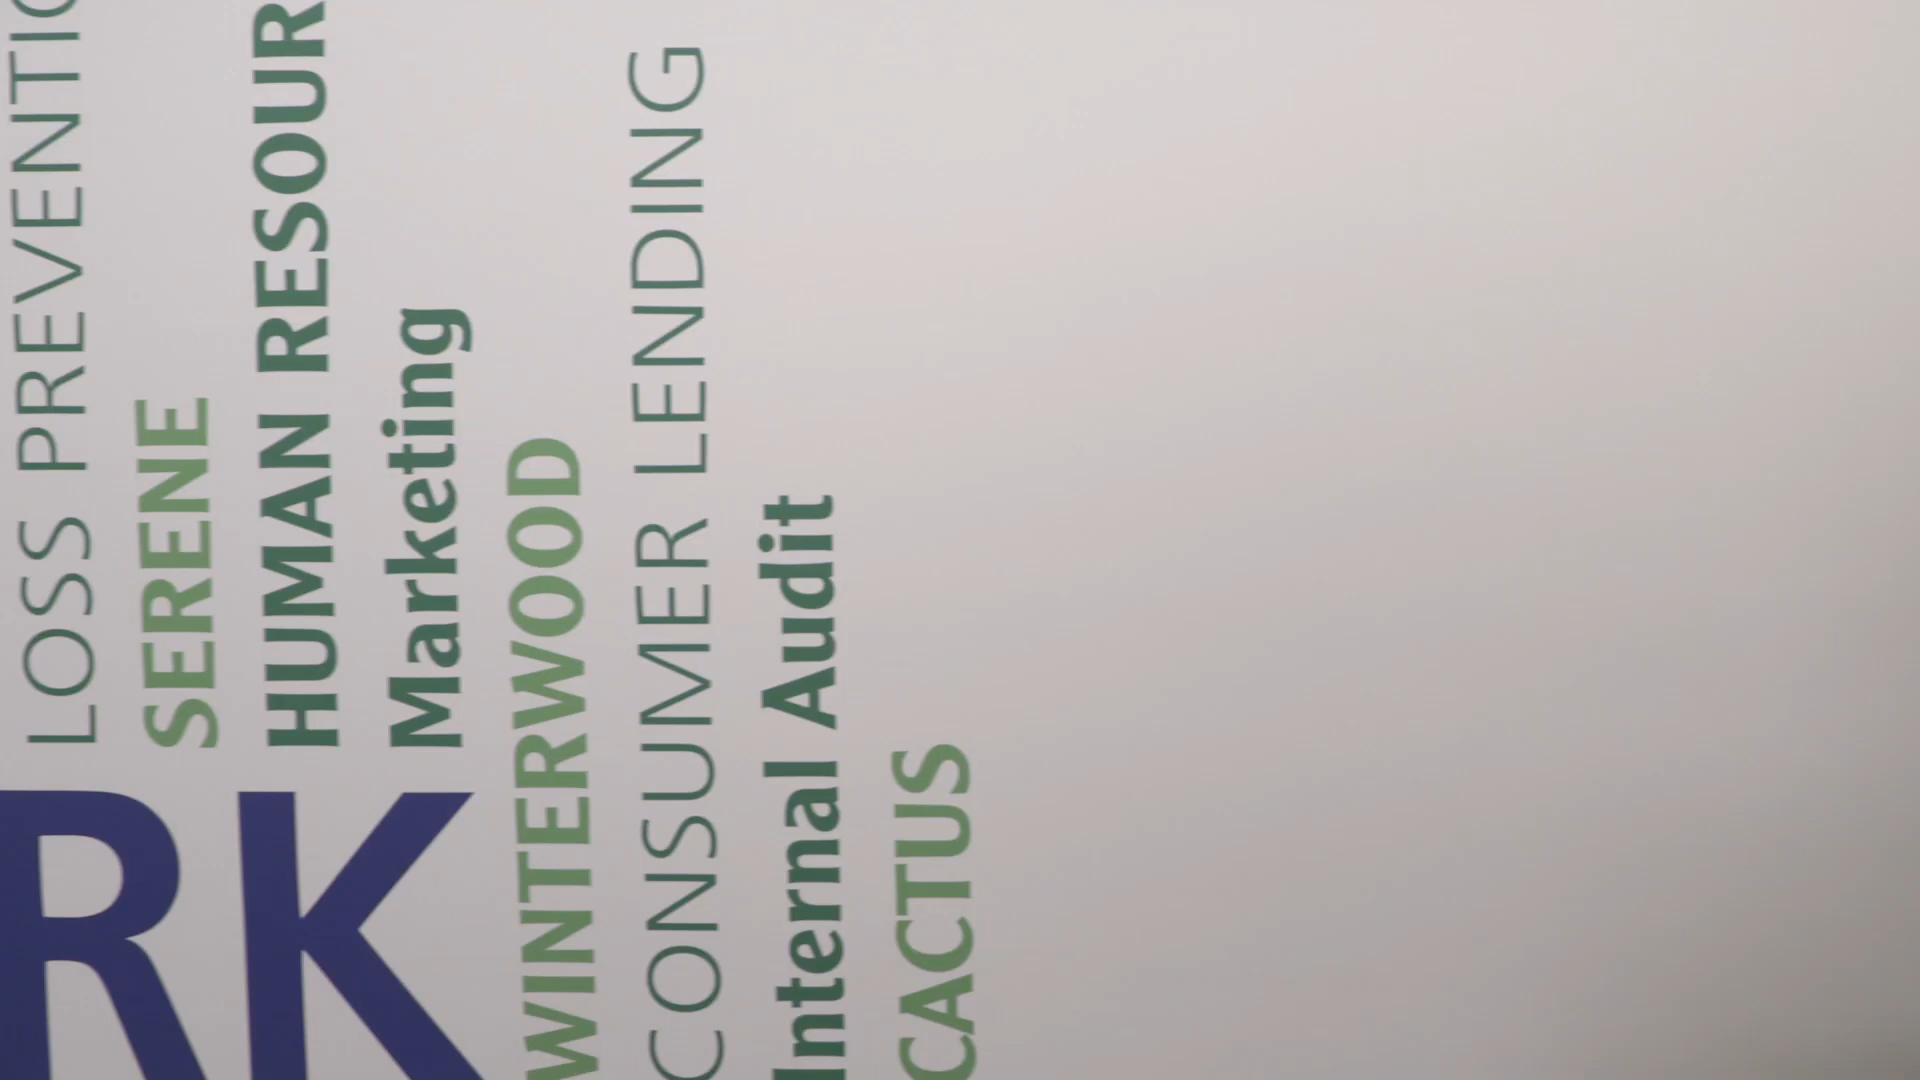 LOSS PREVENTIO
SERENE
HUMAN RESOUR
Marketing
WINTERWOOD
CONSUMER LENDING
Internal Audit
CACTUS
RK